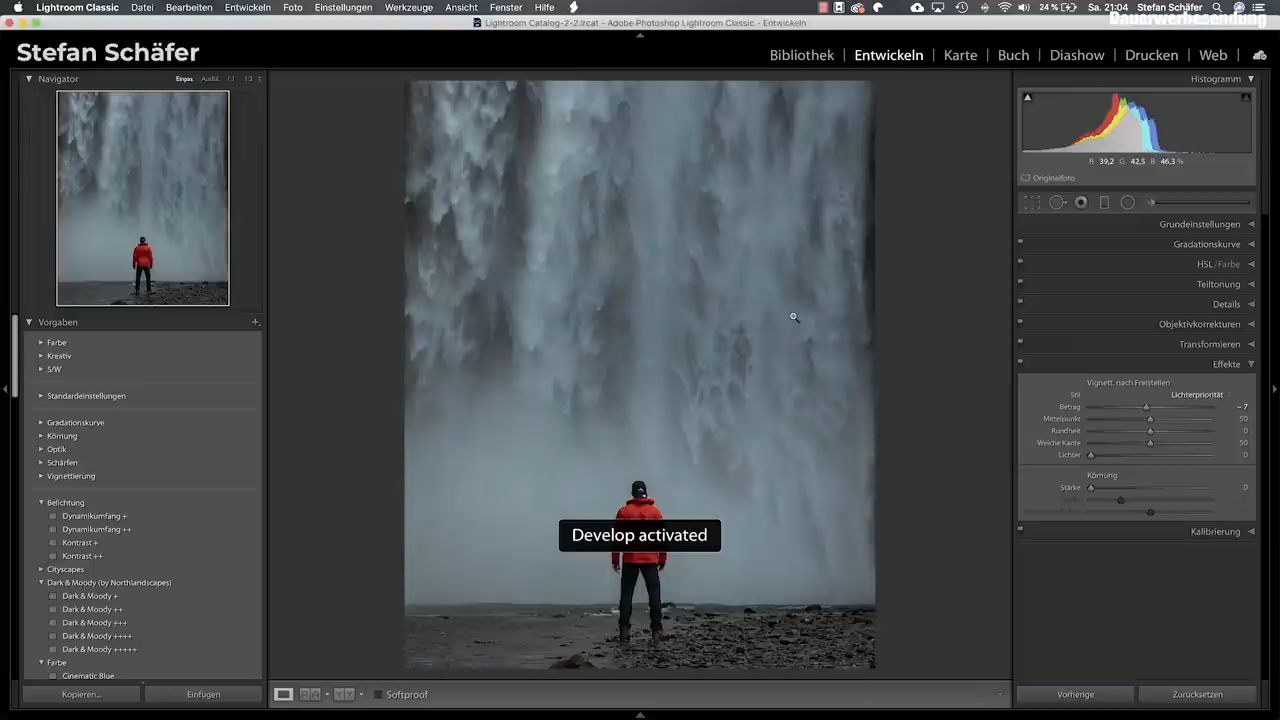 Lightroom Classic Datei Bearbeiten Entwickeln Foto Einstellungen Werkzeuge Ansicht Fenster Hilfe 24 % Sa. 21:04 Stefan Schäfer
Lightroom Catalog-2-2.lrcat - Adobe Photoshop Lightroom Classic - Entwickeln
Dauerwerbesendung
Stefan Schäfer
Bibliothek | Entwickeln | Karte | Buch | Diashow | Drucken | Web
Navigator Einpas. Ausfül. 1:1 1:2
Histogramm
R 39,2 G 42,5 B 46,3 %
Originalfoto
Grundeinstellungen
Gradationskurve
HSL / Farbe
Teiltonung
Details
Objektivkorrekturen
Transformieren
Effekte
Vignett. nach Freistellen
Stil Lichterpriorität
Betrag − 7
Mittelpunkt 50
Rundheit 0
Weiche Kante 50
Lichter 0
Körnung
Stärke 0
Kalibrierung
Vorgaben
Farbe
Kreativ
S/W
Standardeinstellungen
Gradationskurve
Körnung
Optik
Schärfen
Vignettierung
Belichtung
Dynamikumfang +
Dynamikumfang ++
Kontrast +
Kontrast ++
Cityscapes
Dark & Moody (by Northlandscapes)
Dark & Moody +
Dark & Moody ++
Dark & Moody +++
Dark & Moody ++++
Dark & Moody +++++
Farbe
Cinematic Blue
Develop activated
Kopieren... Einfügen
Softproof
Vorherige Zurücksetzen